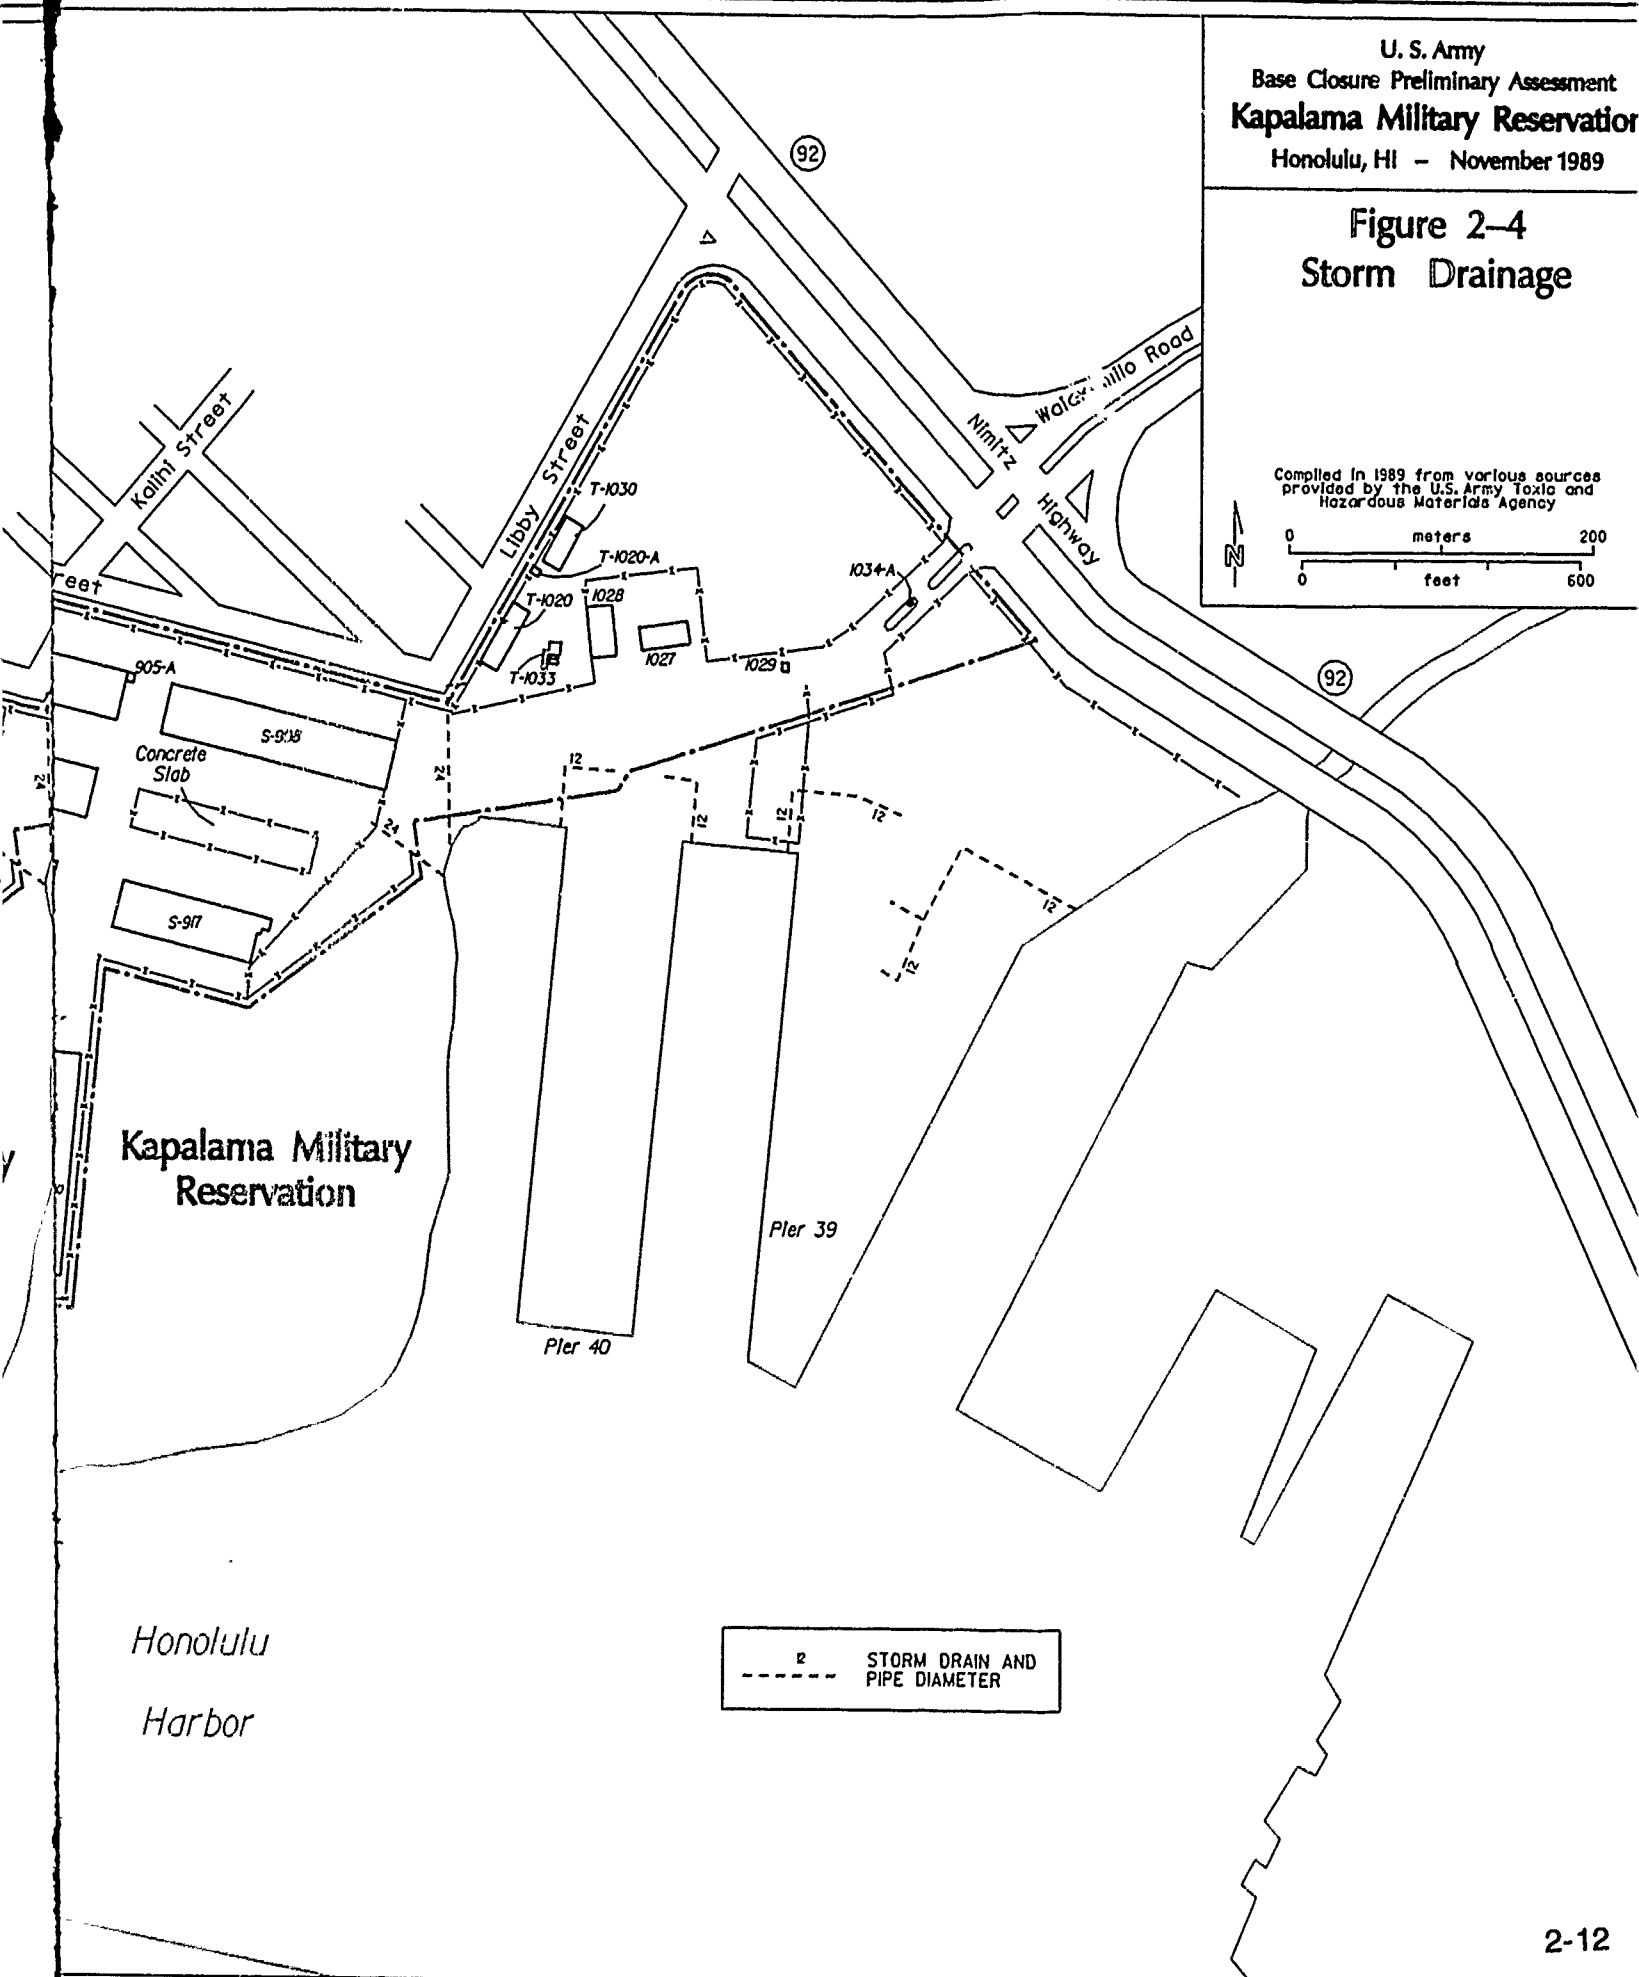 U. S. Army
Base Closure Preliminary Assessment
Kapalama Military Reservation
Honolulu, HI – November 1989
Figure 2–4
Storm Drainage
Compiled in 1989 from various sources
provided by the U.S. Army Toxic and
Hazardous Materials Agency
0 meters 200
0 feet 600
N
92
Road
Nimitz
Highway
92
Kalihi Street
Libby Street
reet
T-1030
T-1020-A
T-1020
1028
1034-A
T-1033
1027
1029
905-A
S-908
Concrete
Slab
24
24
24
12
12
12
12
12
12
S-917
Kapalama Military
Reservation
Pier 39
Pier 40
Honolulu
Harbor
12 STORM DRAIN AND
PIPE DIAMETER
2-12